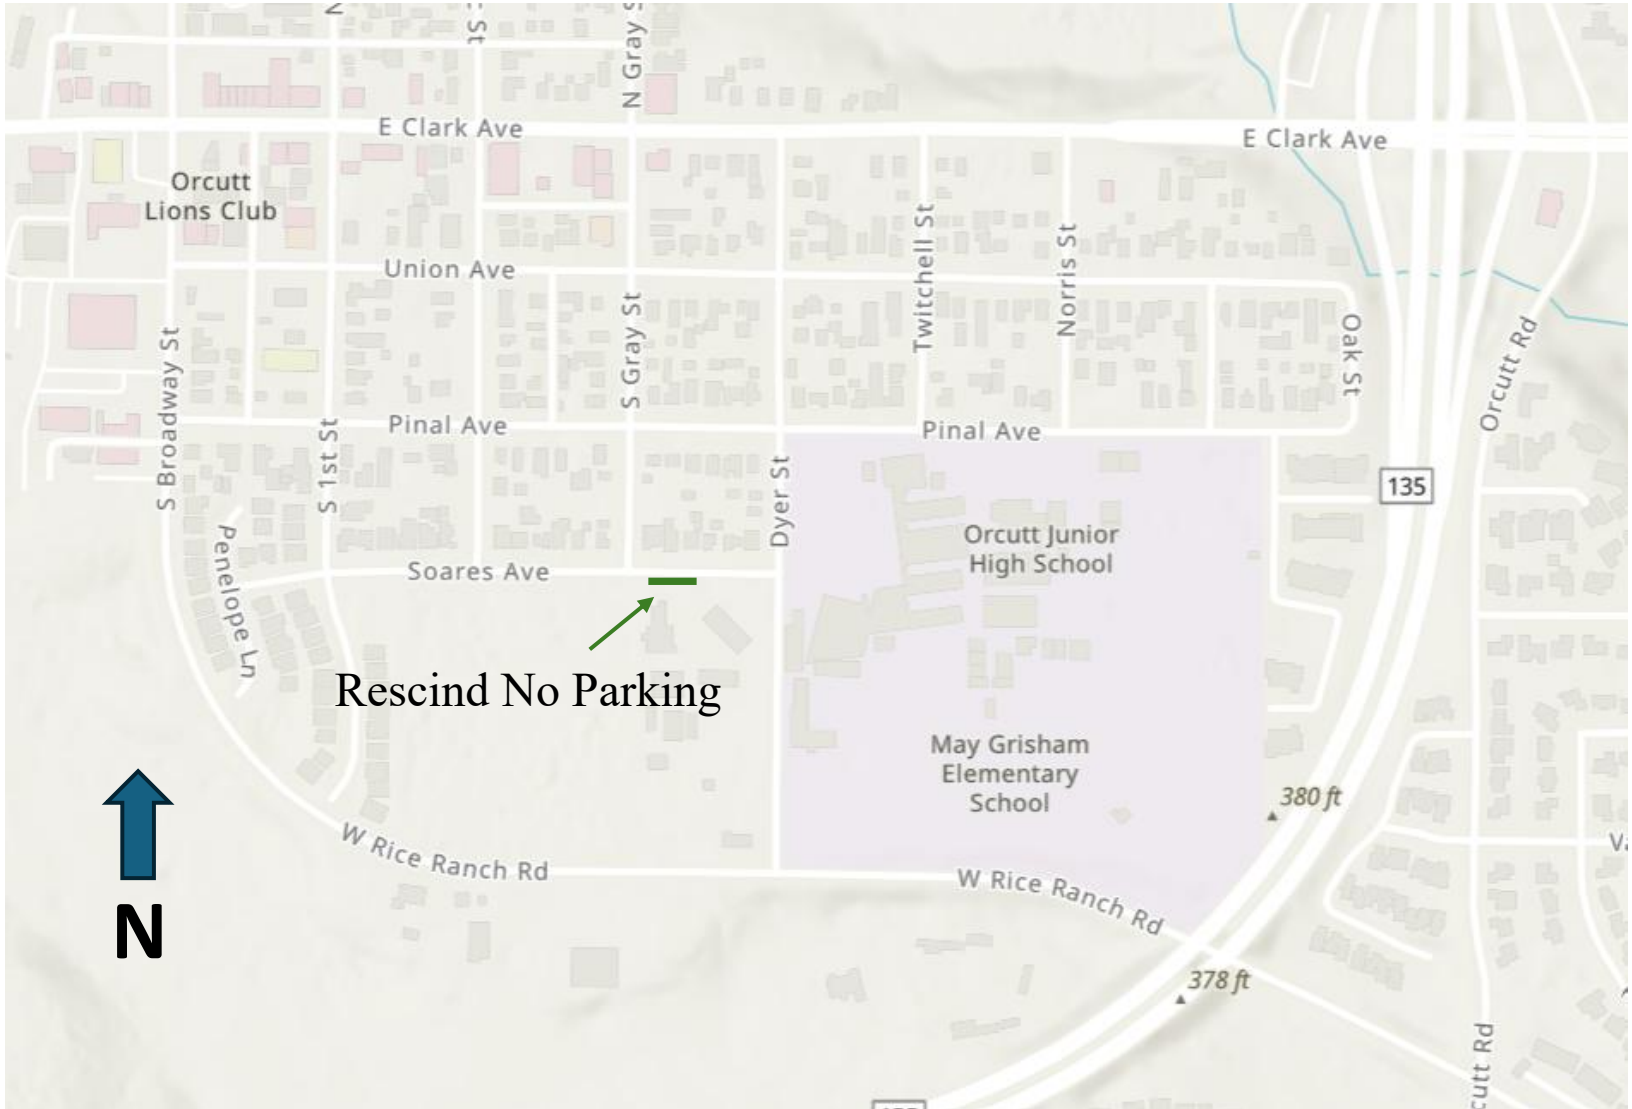 St
N Gray S
E Clark Ave
E Clark Ave
Orcutt
Lions Club
Union Ave
Twitchell St
Norris St
S Gray St
Oak St
Orcutt Rd
S Broadway St
Pinal Ave
Pinal Ave
S 1st St
Dyer St
135
Penelope Ln
Soares Ave
Orcutt Junior
High School
Rescind No Parking
May Grisham
Elementary
School
380 ft
W Rice Ranch Rd
W Rice Ranch Rd
N
378 ft
cutt Rd